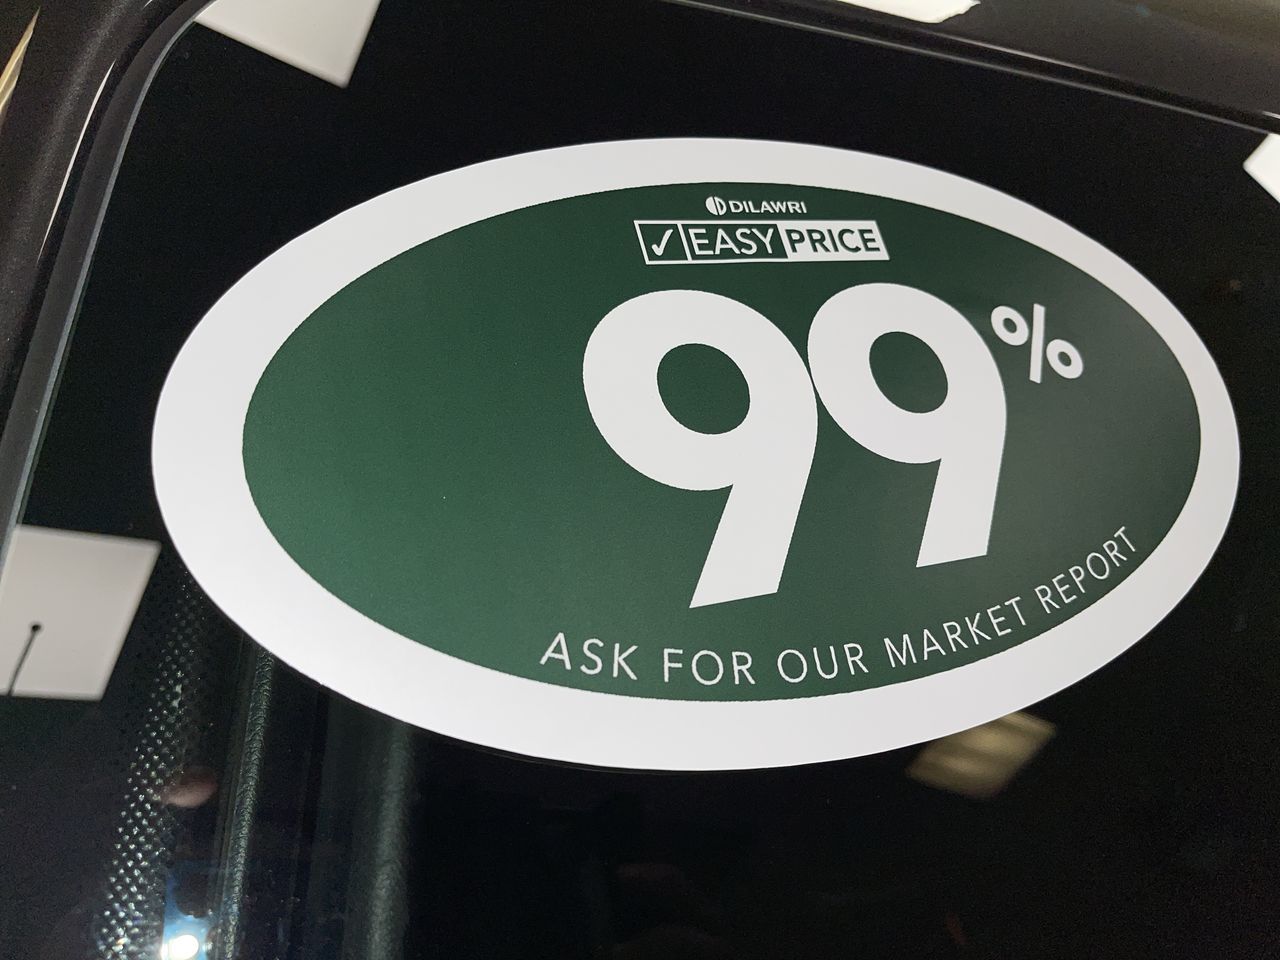 DILAWRI
✓ EASY PRICE
99%
ASK FOR OUR MARKET REPORT